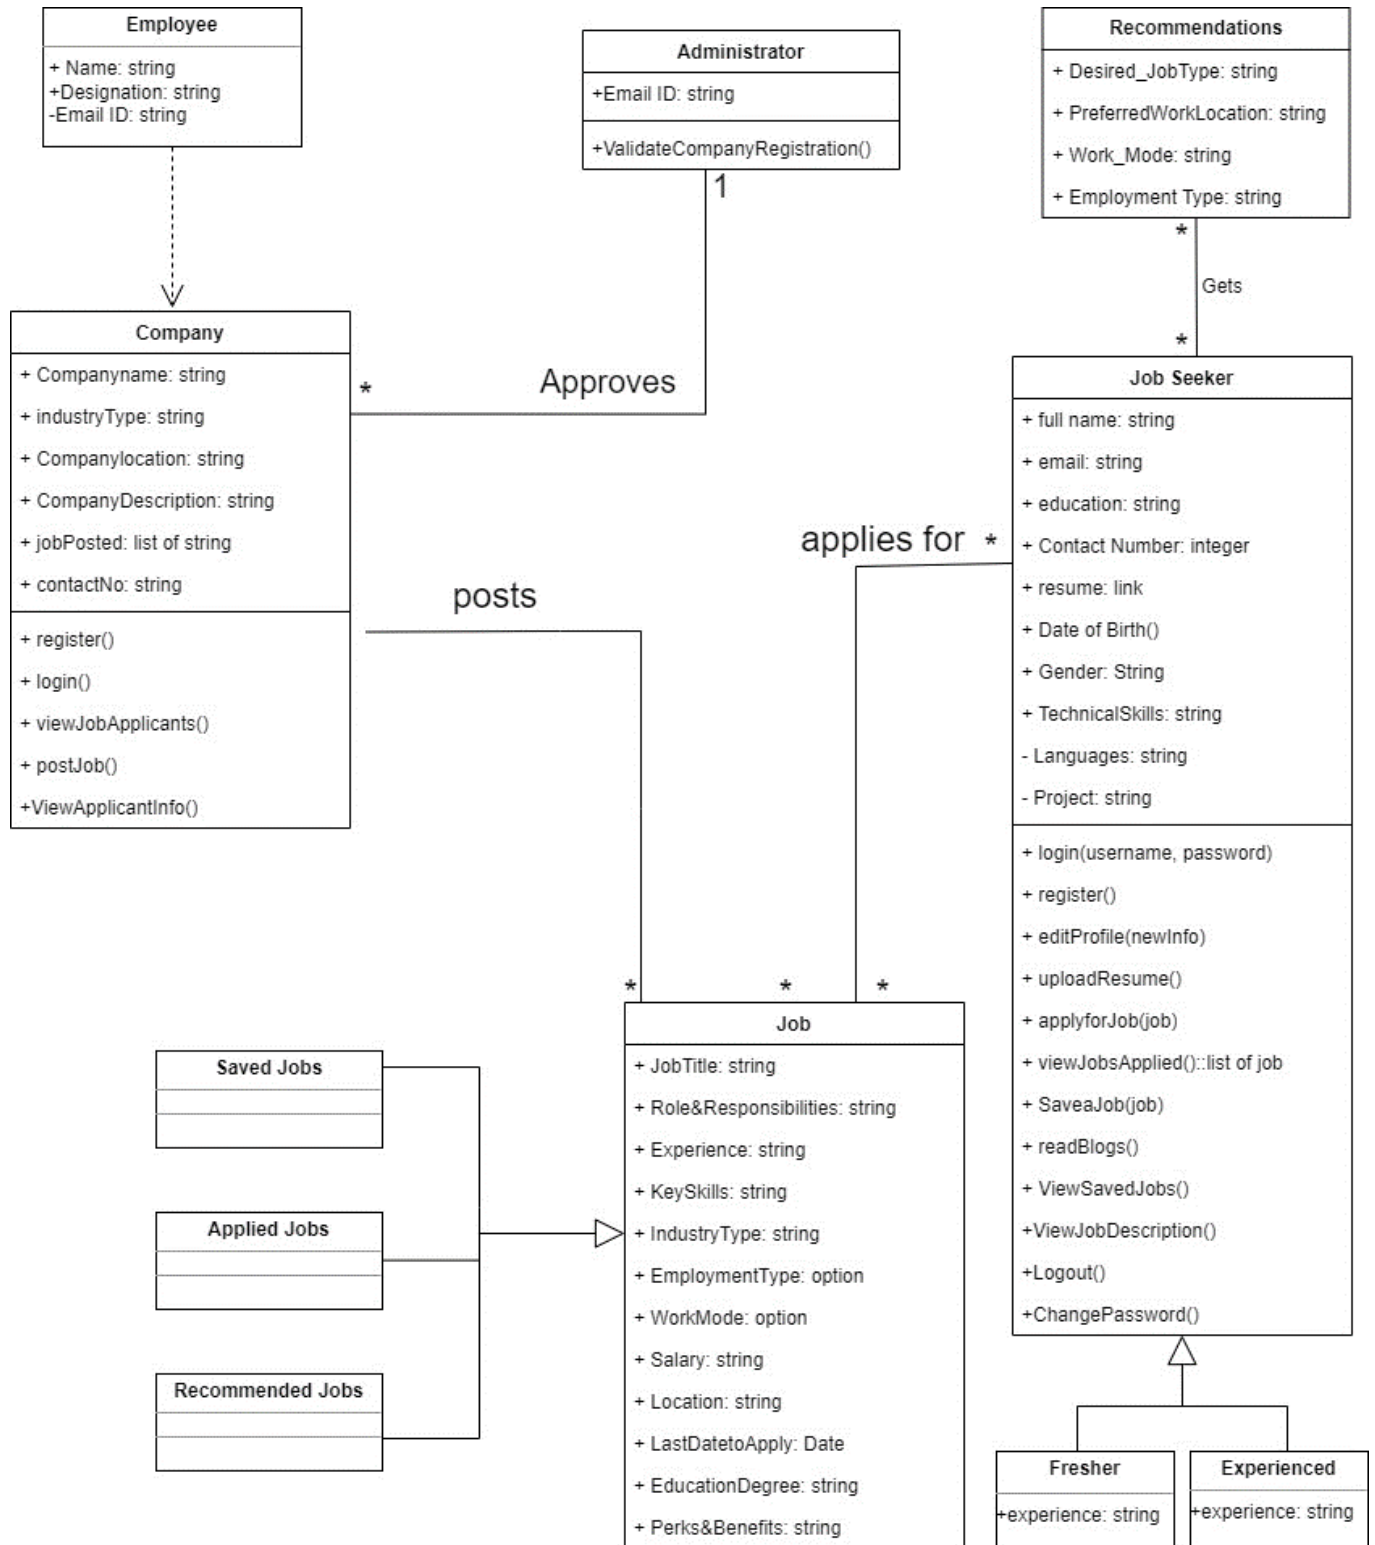 Employee
+ Name: string
+Designation: string
-Email ID: string
Administrator
+Email ID: string
+ValidateCompanyRegistration()
1
Recommendations
+ Desired_JobType: string
+ PreferredWorkLocation: string
+ Work_Mode: string
+ Employment Type: string
*
Gets
*
Company
+ Companyname: string
+ industryType: string
+ Companylocation: string
+ CompanyDescription: string
+ jobPosted: list of string
+ contactNo: string
+ register()
+ login()
+ viewJobApplicants()
+ postJob()
+ViewApplicantInfo()
*
Approves
posts
applies for *
Job Seeker
+ full name: string
+ email: string
+ education: string
+ Contact Number: integer
+ resume: link
+ Date of Birth()
+ Gender: String
+ TechnicalSkills: string
- Languages: string
- Project: string
+ login(username, password)
+ register()
+ editProfile(newInfo)
+ uploadResume()
+ applyforJob(job)
+ viewJobsApplied()::list of job
+ SaveaJob(job)
+ readBlogs()
+ ViewSavedJobs()
+ViewJobDescription()
+Logout()
+ChangePassword()
* * *
Job
+ JobTitle: string
+ Role&Responsibilities: string
+ Experience: string
+ KeySkills: string
+ IndustryType: string
+ EmploymentType: option
+ WorkMode: option
+ Salary: string
+ Location: string
+ LastDatetoApply: Date
+ EducationDegree: string
+ Perks&Benefits: string
Saved Jobs
Applied Jobs
Recommended Jobs
Fresher
+experience: string
Experienced
+experience: string